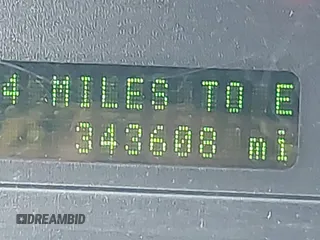 4 MILES TO E
343608 mi
DREAMBID